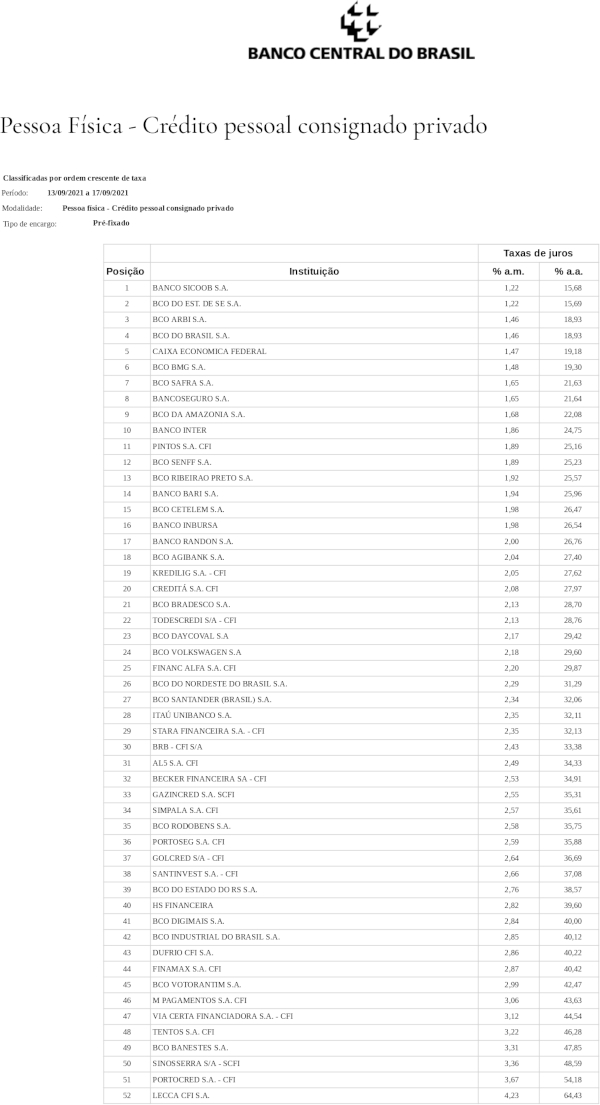 BANCO CENTRAL DO BRASIL
Pessoa Física - Crédito pessoal consignado privado
Classificadas por ordem crescente de taxa
Período: 13/09/2021 a 17/09/2021
Modalidade: Pessoa física - Crédito pessoal consignado privado
Tipo de encargo: Pré-fixado
Taxas de juros
Posição Instituição % a.m. % a.a.
1 BANCO SICOOB S.A. 1,22 15,68
2 BCO DO EST. DE SE S.A. 1,22 15,69
3 BCO ARBI S.A. 1,46 18,93
4 BCO DO BRASIL S.A. 1,46 18,93
5 CAIXA ECONOMICA FEDERAL 1,47 19,18
6 BCO BMG S.A. 1,48 19,30
7 BCO SAFRA S.A. 1,65 21,63
8 BANCOSEGURO S.A. 1,65 21,64
9 BCO DA AMAZONIA S.A. 1,68 22,08
10 BANCO INTER 1,86 24,75
11 PINTOS S.A. CFI 1,89 25,16
12 BCO SENFF S.A. 1,89 25,23
13 BCO RIBEIRAO PRETO S.A. 1,92 25,57
14 BANCO BARI S.A. 1,94 25,96
15 BCO CETELEM S.A. 1,98 26,47
16 BANCO INBURSA 1,98 26,54
17 BANCO RANDON S.A. 2,00 26,76
18 BCO AGIBANK S.A. 2,04 27,40
19 KREDILIG S.A. - CFI 2,05 27,62
20 CREDITÁ S.A. CFI 2,08 27,97
21 BCO BRADESCO S.A. 2,13 28,70
22 TODESCREDI S/A - CFI 2,13 28,76
23 BCO DAYCOVAL S.A 2,17 29,42
24 BCO VOLKSWAGEN S.A 2,18 29,60
25 FINANC ALFA S.A. CFI 2,20 29,87
26 BCO DO NORDESTE DO BRASIL S.A. 2,29 31,29
27 BCO SANTANDER (BRASIL) S.A. 2,34 32,06
28 ITAÚ UNIBANCO S.A. 2,35 32,11
29 STARA FINANCEIRA S.A. - CFI 2,35 32,13
30 BRB - CFI S/A 2,43 33,38
31 AL5 S.A. CFI 2,49 34,33
32 BECKER FINANCEIRA SA - CFI 2,53 34,91
33 GAZINCRED S.A. SCFI 2,55 35,31
34 SIMPALA S.A. CFI 2,57 35,61
35 BCO RODOBENS S.A. 2,58 35,75
36 PORTOSEG S.A. CFI 2,59 35,88
37 GOLCRED S/A - CFI 2,64 36,69
38 SANTINVEST S.A. - CFI 2,66 37,08
39 BCO DO ESTADO DO RS S.A. 2,76 38,57
40 HS FINANCEIRA 2,82 39,60
41 BCO DIGIMAIS S.A. 2,84 40,00
42 BCO INDUSTRIAL DO BRASIL S.A. 2,85 40,12
43 DUFRIO CFI S.A. 2,86 40,22
44 FINAMAX S.A. CFI 2,87 40,42
45 BCO VOTORANTIM S.A. 2,99 42,47
46 M PAGAMENTOS S.A. CFI 3,06 43,63
47 VIA CERTA FINANCIADORA S.A. - CFI 3,12 44,54
48 TENTOS S.A. CFI 3,22 46,28
49 BCO BANESTES S.A. 3,31 47,85
50 SINOSSERRA S/A - SCFI 3,36 48,59
51 PORTOCRED S.A. - CFI 3,67 54,18
52 LECCA CFI S.A. 4,23 64,43